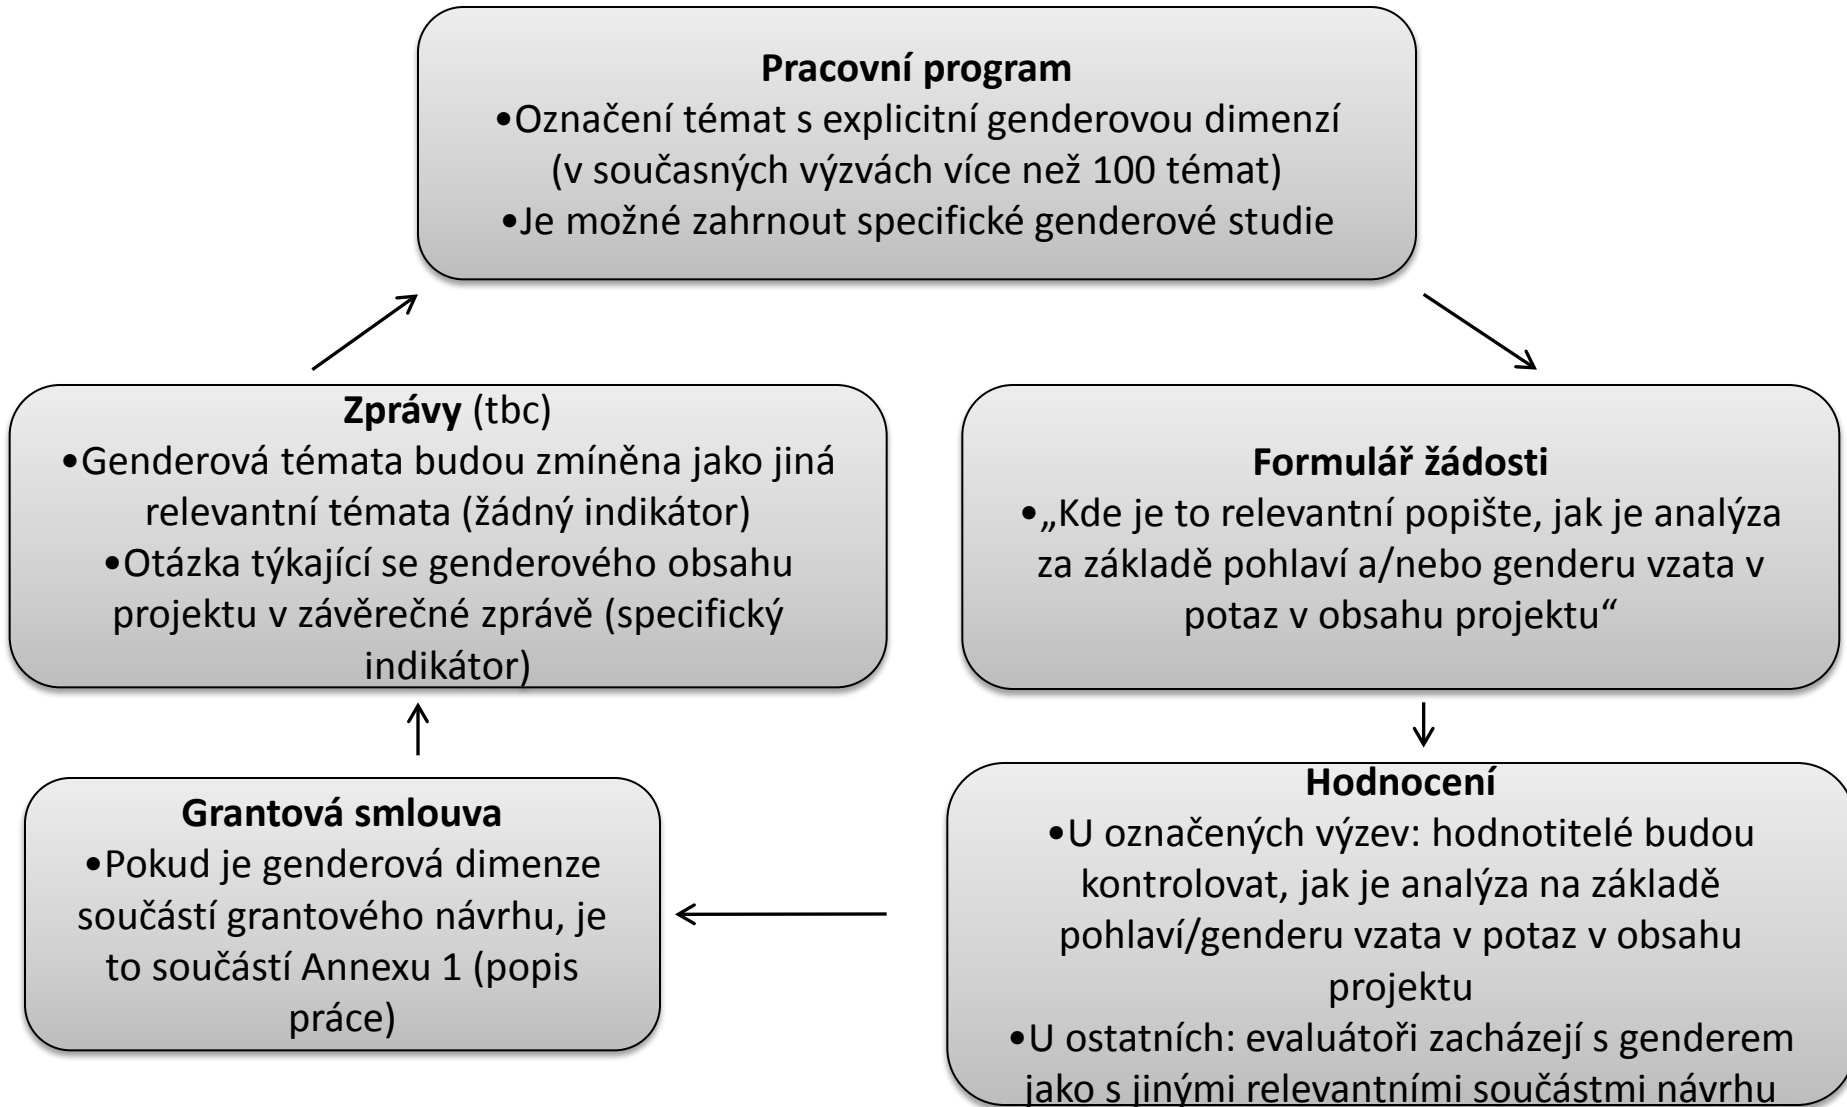 Pracovní program
•Označení témat s explicitní genderovou dimenzí
(v současných výzvách více než 100 témat)
•Je možné zahrnout specifické genderové studie
Zprávy (tbc)
•Genderová témata budou zmíněna jako jiná
relevantní témata (žádný indikátor)
•Otázka týkající se genderového obsahu
projektu v závěrečné zprávě (specifický
indikátor)
Formulář žádosti
•„Kde je to relevantní popište, jak je analýza
za základě pohlaví a/nebo genderu vzata v
potaz v obsahu projektu“
Grantová smlouva
•Pokud je genderová dimenze
součástí grantového návrhu, je
to součástí Annexu 1 (popis
práce)
Hodnocení
•U označených výzev: hodnotitelé budou
kontrolovat, jak je analýza na základě
pohlaví/genderu vzata v potaz v obsahu
projektu
•U ostatních: evaluátoři zacházejí s genderem
jako s jinými relevantními součástmi návrhu